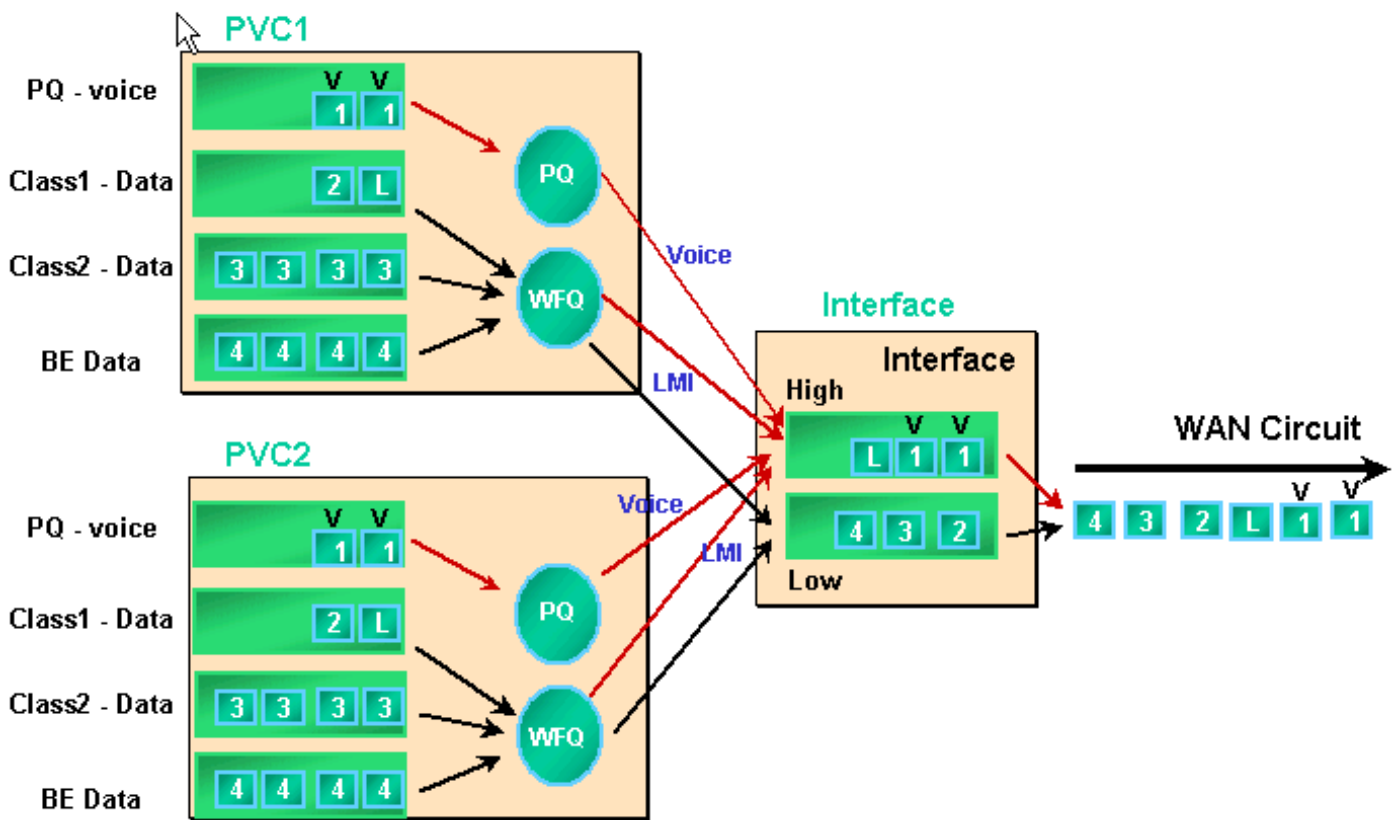 PVC1
PQ - voice
V V
1 1
PQ
Class1 - Data
2 L
Class2 - Data
3 3 3 3
WFQ
BE Data
4 4 4 4
Voice
LMI
PVC2
PQ - voice
V V
1 1
PQ
Class1 - Data
2 L
Class2 - Data
3 3 3 3
WFQ
BE Data
4 4 4 4
Voice
LMI
Interface
Interface
High
V V
L 1 1
4 3 2
Low
WAN Circuit
V V
4 3 2 L 1 1